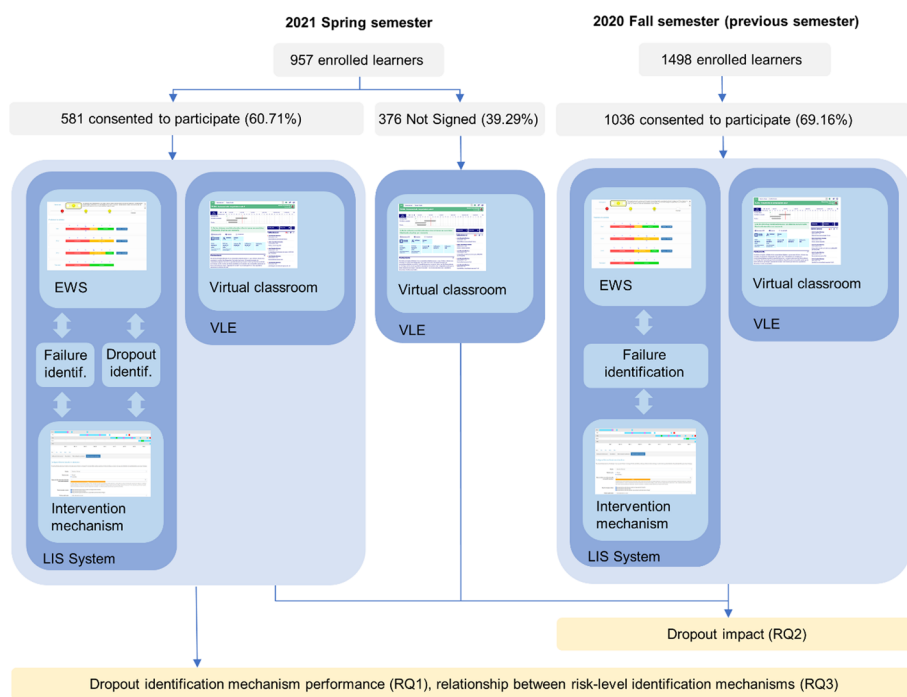 2021 Spring semester
2020 Fall semester (previous semester)
957 enrolled learners
1498 enrolled learners
581 consented to participate (60.71%)
376 Not Signed (39.29%)
1036 consented to participate (69.16%)
EWS
Virtual classroom
VLE
Failure
identif.
Dropout
identif.
Intervention
mechanism
LIS System
Virtual classroom
VLE
EWS
Virtual classroom
VLE
Failure
identification
Intervention
mechanism
LIS System
Dropout impact (RQ2)
Dropout identification mechanism performance (RQ1), relationship between risk-level identification mechanisms (RQ3)